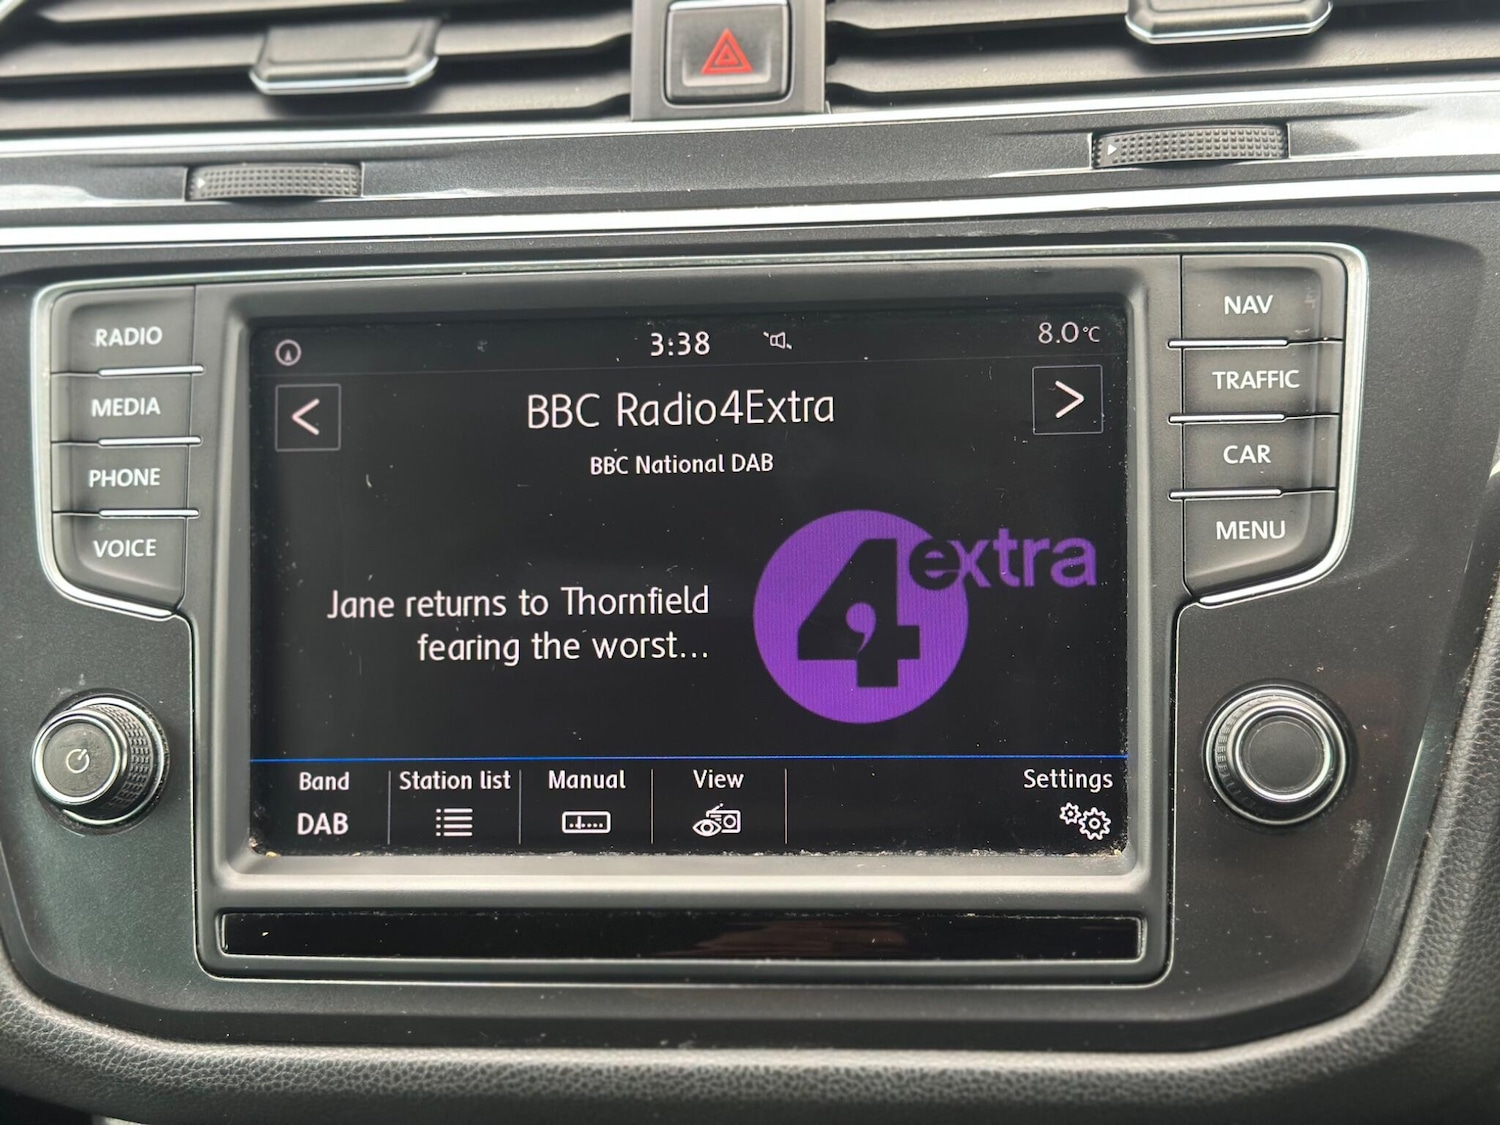 RADIO
MEDIA
PHONE
VOICE
3:38
8.0°C
<
BBC Radio4Extra
>
BBC National DAB
Jane returns to Thornfield
fearing the worst...
4 extra
Band
Station list
Manual
View
Settings
DAB
NAV
TRAFFIC
CAR
MENU